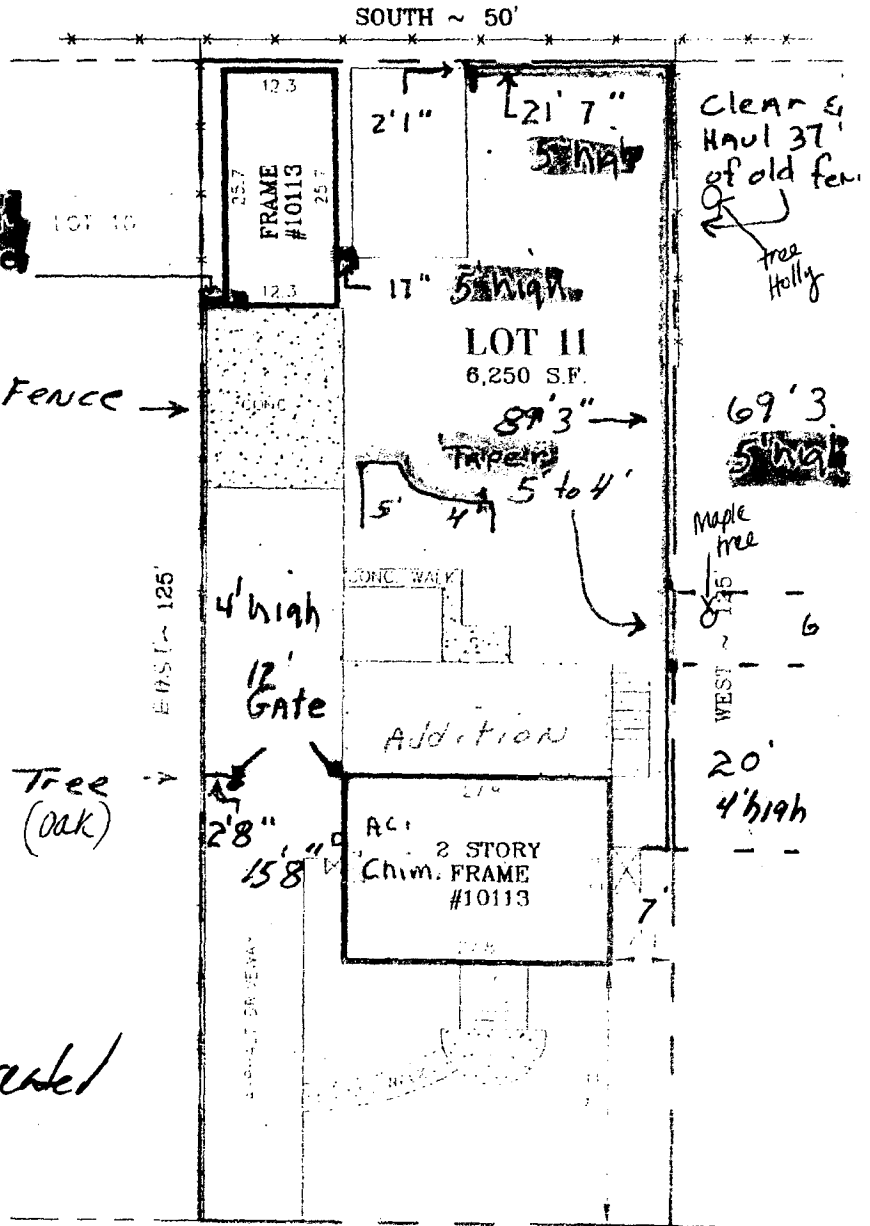 SOUTH ~ 50'
12.3
25.7
FRAME
#10113
25.7
12.3
2'1"
21' 7"
5' high
Clear &
Haul 37'
of old fen
tree
Holly
LOT 10
17"
5' high
LOT 11
6,250 S.F.
Fence
CONC.
89'3"
69'3
5' high
Tapers
5' to 4'
5'
4'
Maple
tree
CONC. WALK
EAST ~ 125'
WEST ~ 125'
6
4' high
12'
Gate
Addition
Tree
(oak)
2'8"
15'8"
20'
4' high
AC
Chim.
2 STORY
FRAME
#10113
7'
ASPHALT DRIVEWAY